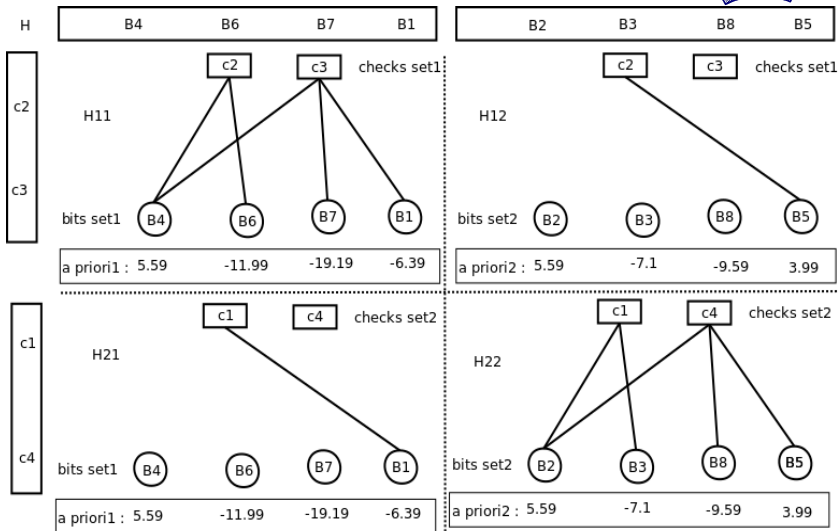 H B4 B6 B7 B1 B2 B3 B8 B5
c2 c3 checks set1 c2 c3 checks set1
c2 H11 H12
c3
bits set1 B4 B6 B7 B1 bits set2 B2 B3 B8 B5
a priori1 : 5.59 -11.99 -19.19 -6.39 a priori2 : 5.59 -7.1 -9.59 3.99
c1 c4 checks set2 c1 c4 checks set2
c1 H21 H22
c4
bits set1 B4 B6 B7 B1 bits set2 B2 B3 B8 B5
a priori1 : 5.59 -11.99 -19.19 -6.39 a priori2 : 5.59 -7.1 -9.59 3.99